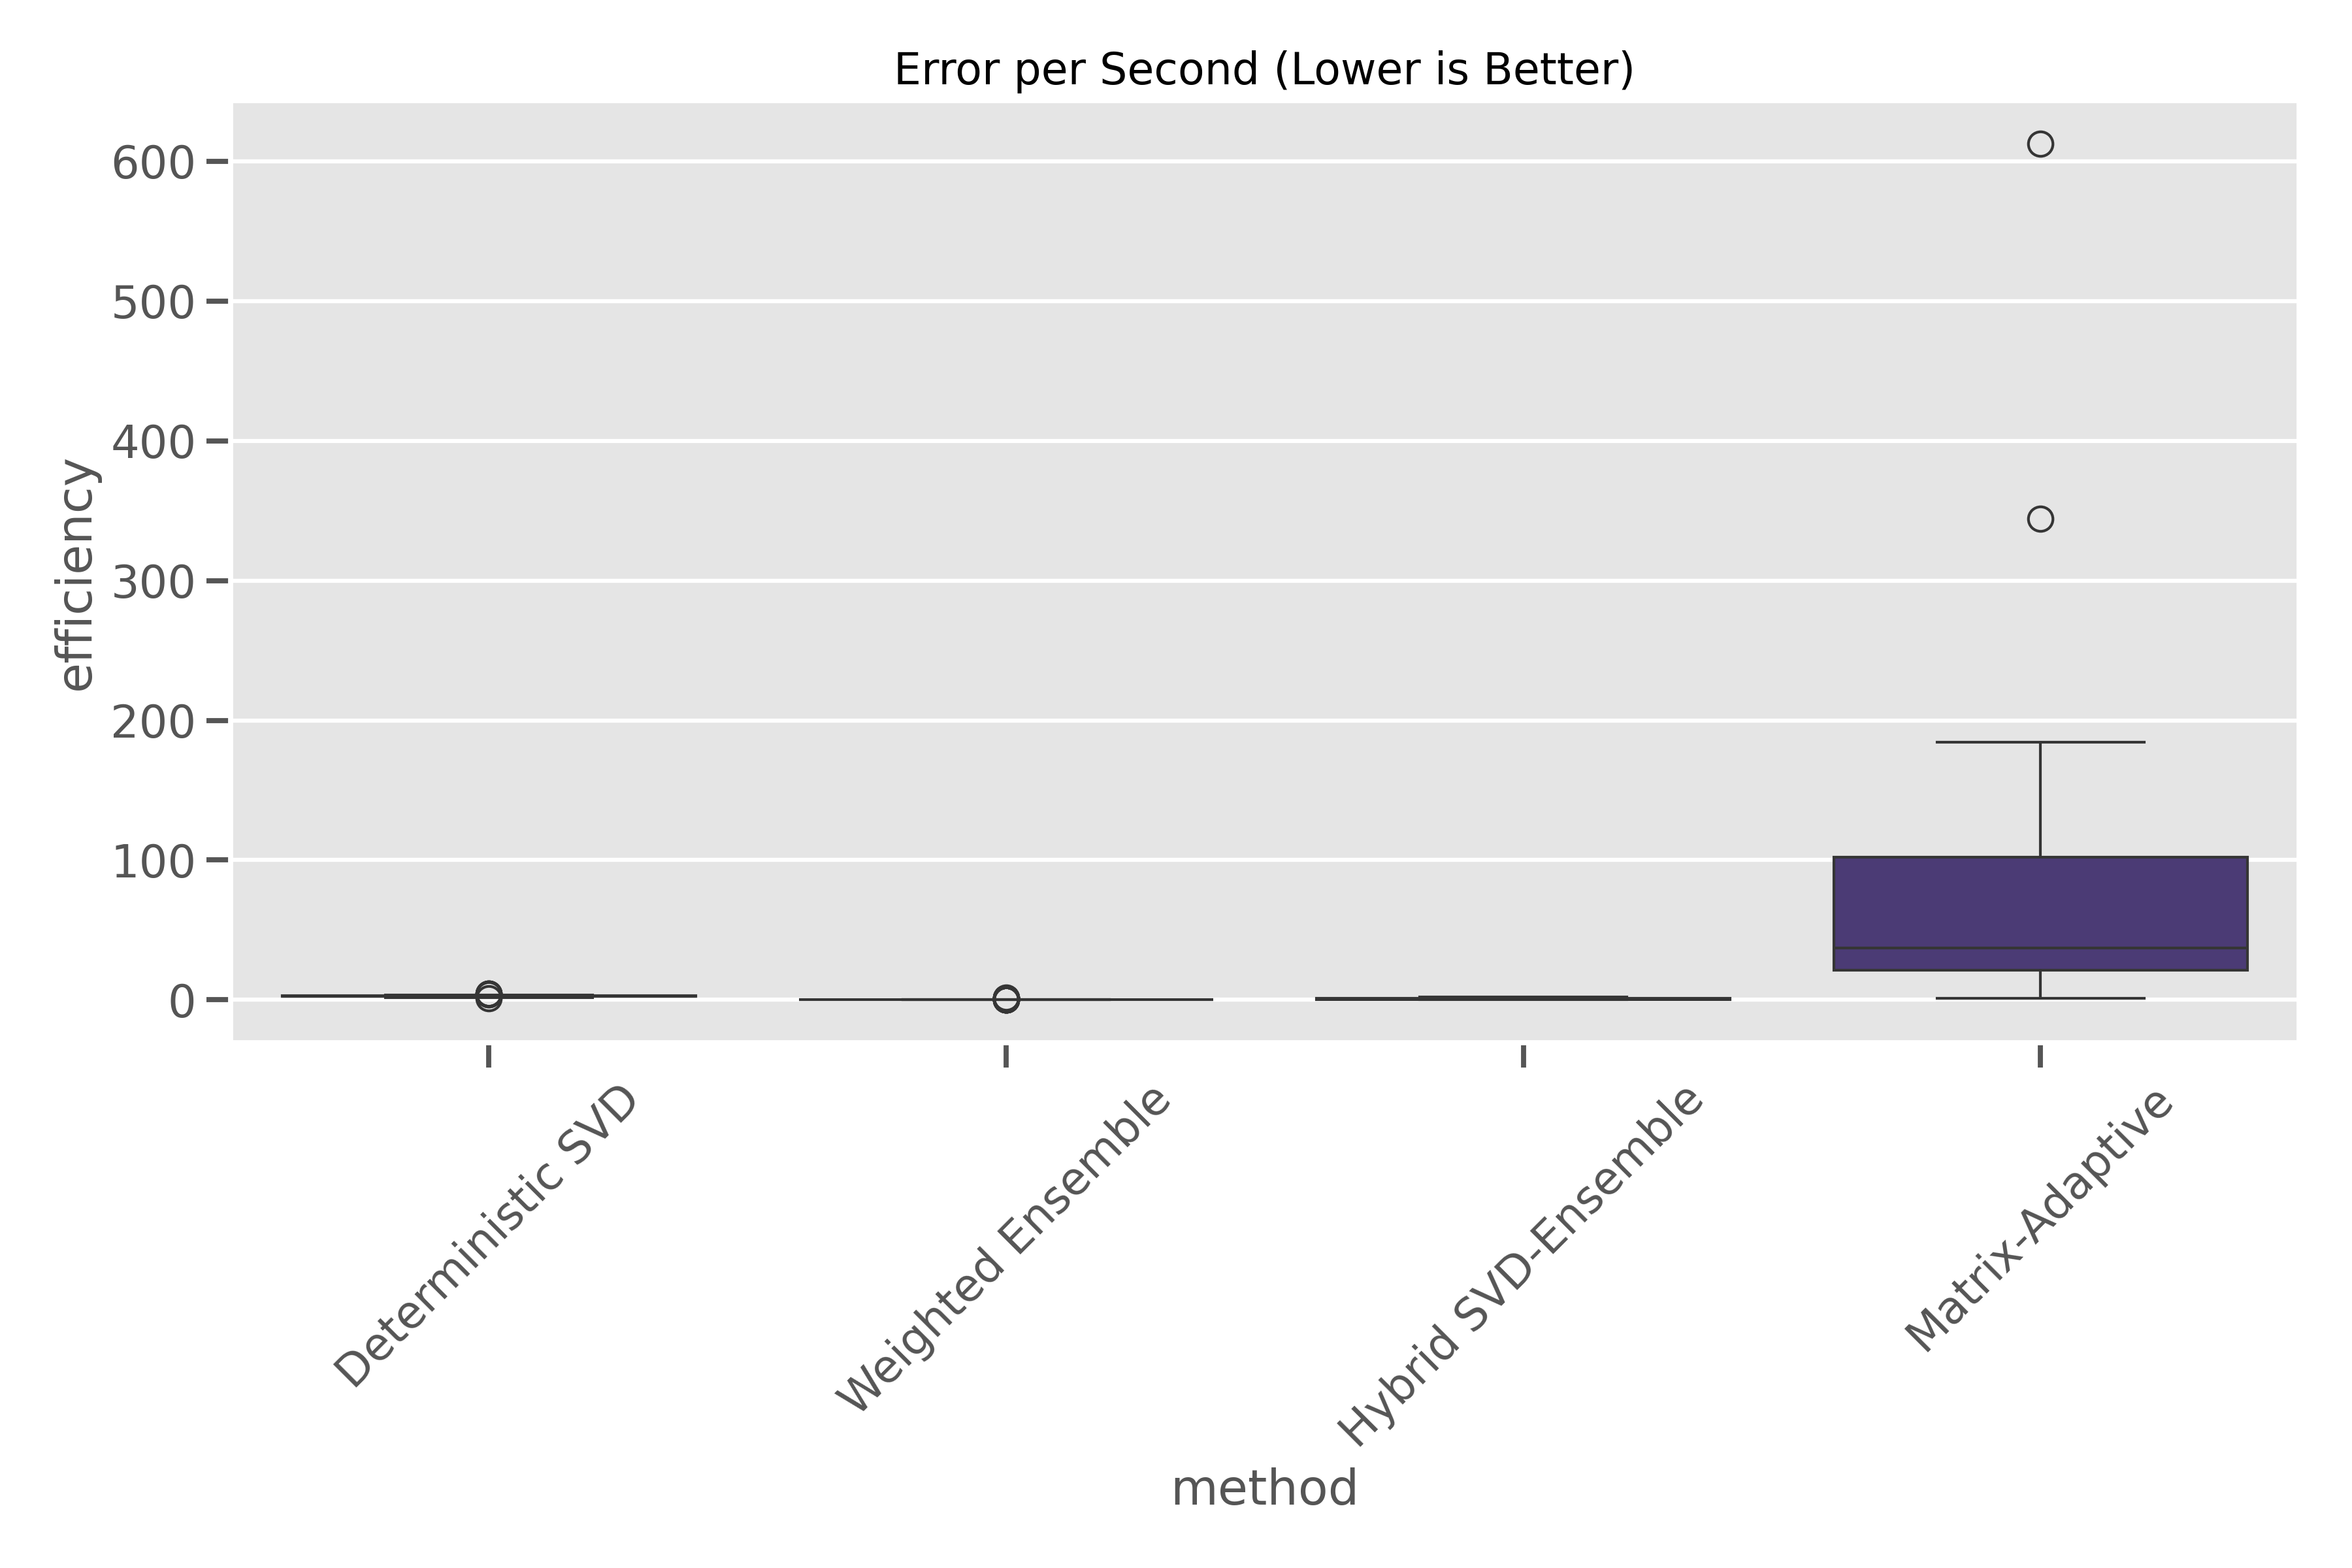 Error per Second (Lower is Better)
efficiency
600
500
400
300
200
100
0
Deterministic SVD
Weighted Ensemble
Hybrid SVD-Ensemble
Matrix-Adaptive
method